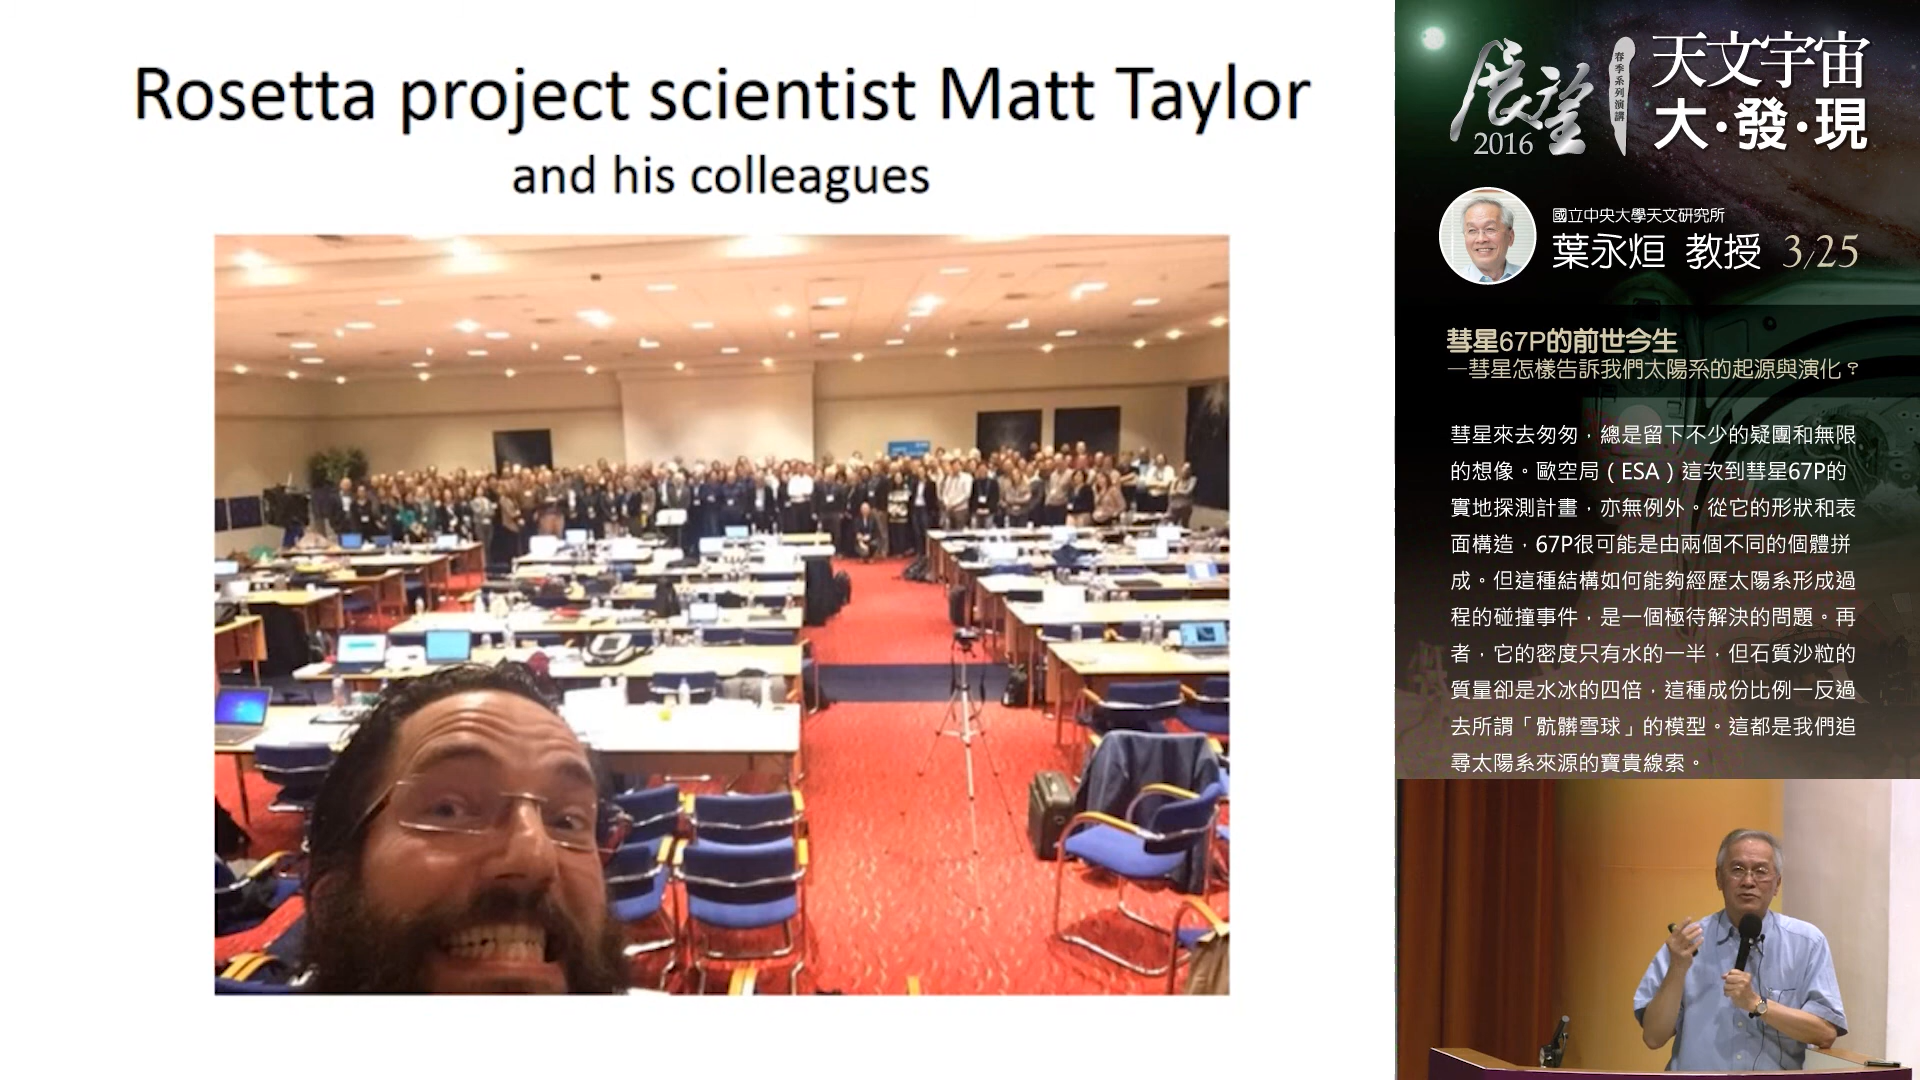 Rosetta project scientist Matt Taylor
and his colleagues
展望
2016
春季系列演講
天文宇宙
大·發·現
國立中央大學天文研究所
葉永烜 教授 3/25
彗星67P的前世今生
—彗星怎樣告訴我們太陽系的起源與演化？
彗星來去匆匆，總是留下不少的疑團和無限
的想像。歐空局（ESA）這次到彗星67P的
實地探測計畫，亦無例外。從它的形狀和表
面構造，67P很可能是由兩個不同的個體拼
成。但這種結構如何能夠經歷太陽系形成過
程的碰撞事件，是一個極待解決的問題。再
者，它的密度只有水的一半，但石質沙粒的
質量卻是水冰的四倍，這種成份比例一反過
去所謂「骯髒雪球」的模型。這都是我們追
尋太陽系來源的寶貴線索。